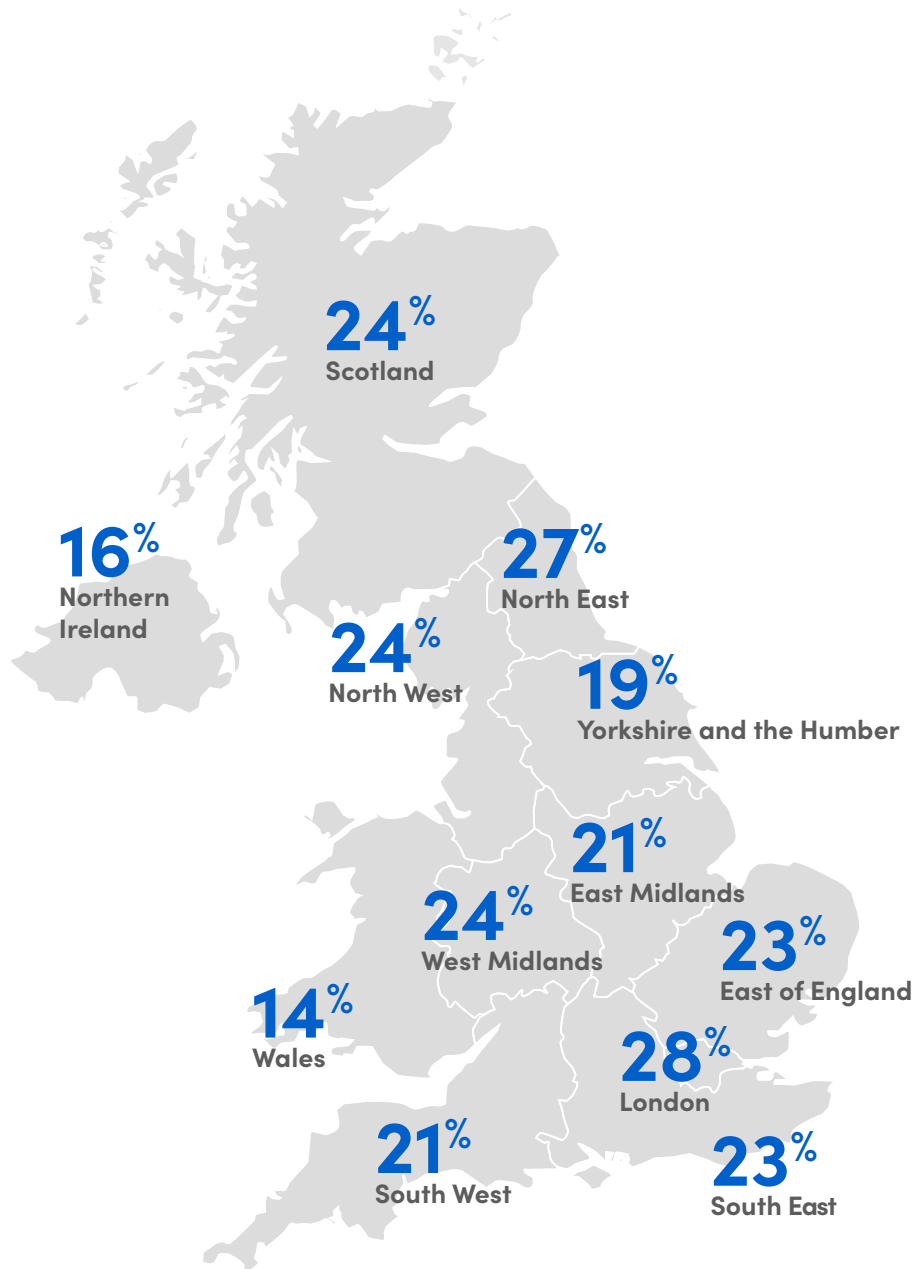 24%
Scotland
16%
Northern
Ireland
27%
North East
24%
North West
19%
Yorkshire and the Humber
21%
East Midlands
24%
West Midlands
23%
East of England
14%
Wales
28%
London
21%
South West
23%
South East